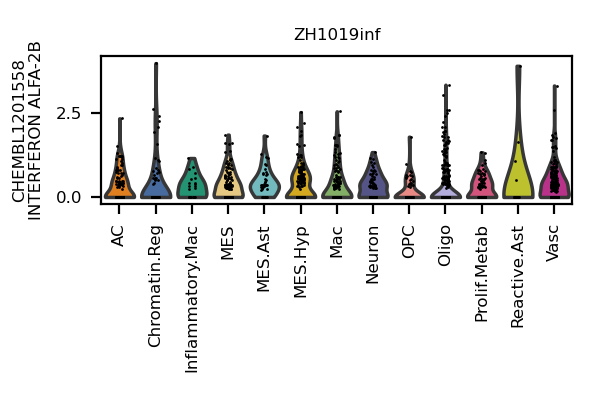 ZH1019inf
CHEMBL1201558
INTERFERON ALFA-2B
2.5
0.0
AC
Chromatin.Reg
Inflammatory.Mac
MES
MES.Ast
MES.Hyp
Mac
Neuron
OPC
Oligo
Prolif.Metab
Reactive.Ast
Vasc